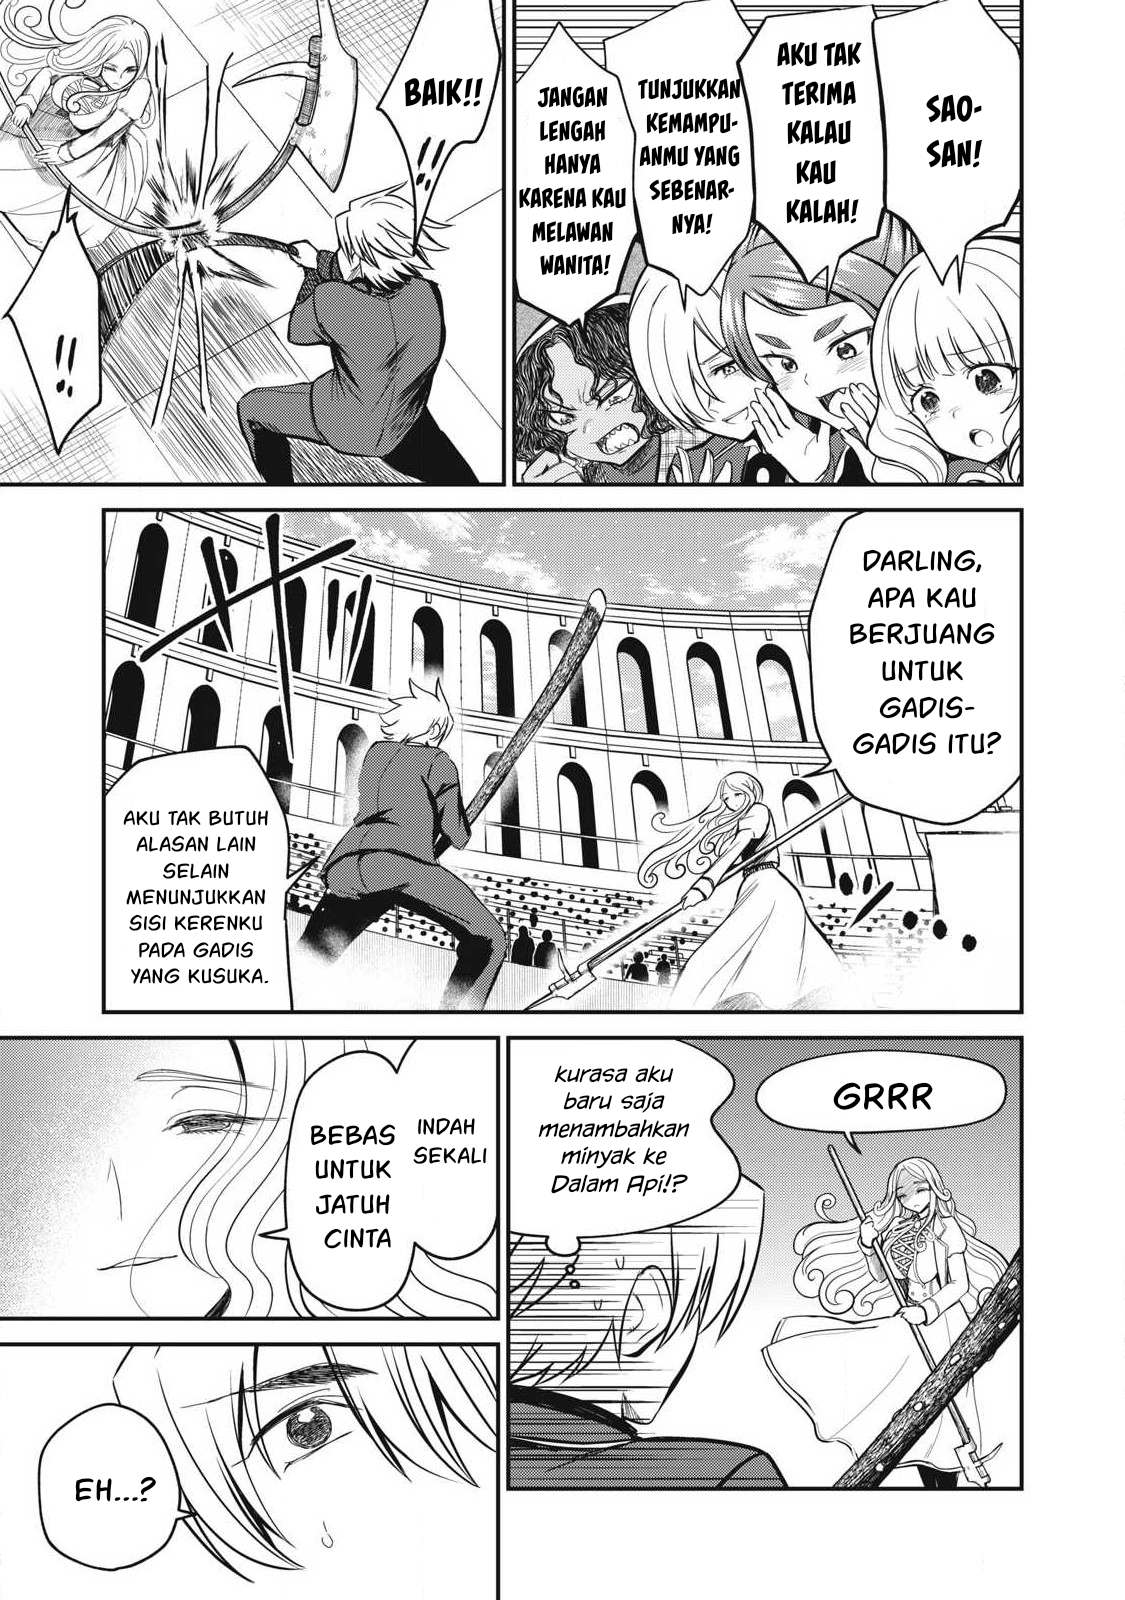 SAO-
SAN!
AKU TAK
TERIMA
KALAU
KAU
KALAH!
TUNJUKKAN
KEMAMPU-
ANMU YANG
SEBENAR-
NYA!
JANGAN
LENGAH
HANYA
KARENA KAU
MELAWAN
WANITA!
BAIK!!
!!
!!
DARLING,
APA KAU
BERJUANG
UNTUK
GADIS-
GADIS ITU?
AKU TAK BUTUH
ALASAN LAIN
SELAIN
MENUNJUKKAN
SISI KERENKU
PADA GADIS
YANG KUSUKA.
GRRR
kurasa aku
baru saja
menambahkan
minyak ke
Dalam Api!?
INDAH
SEKALI
BEBAS
UNTUK
JATUH
CINTA
EH...?